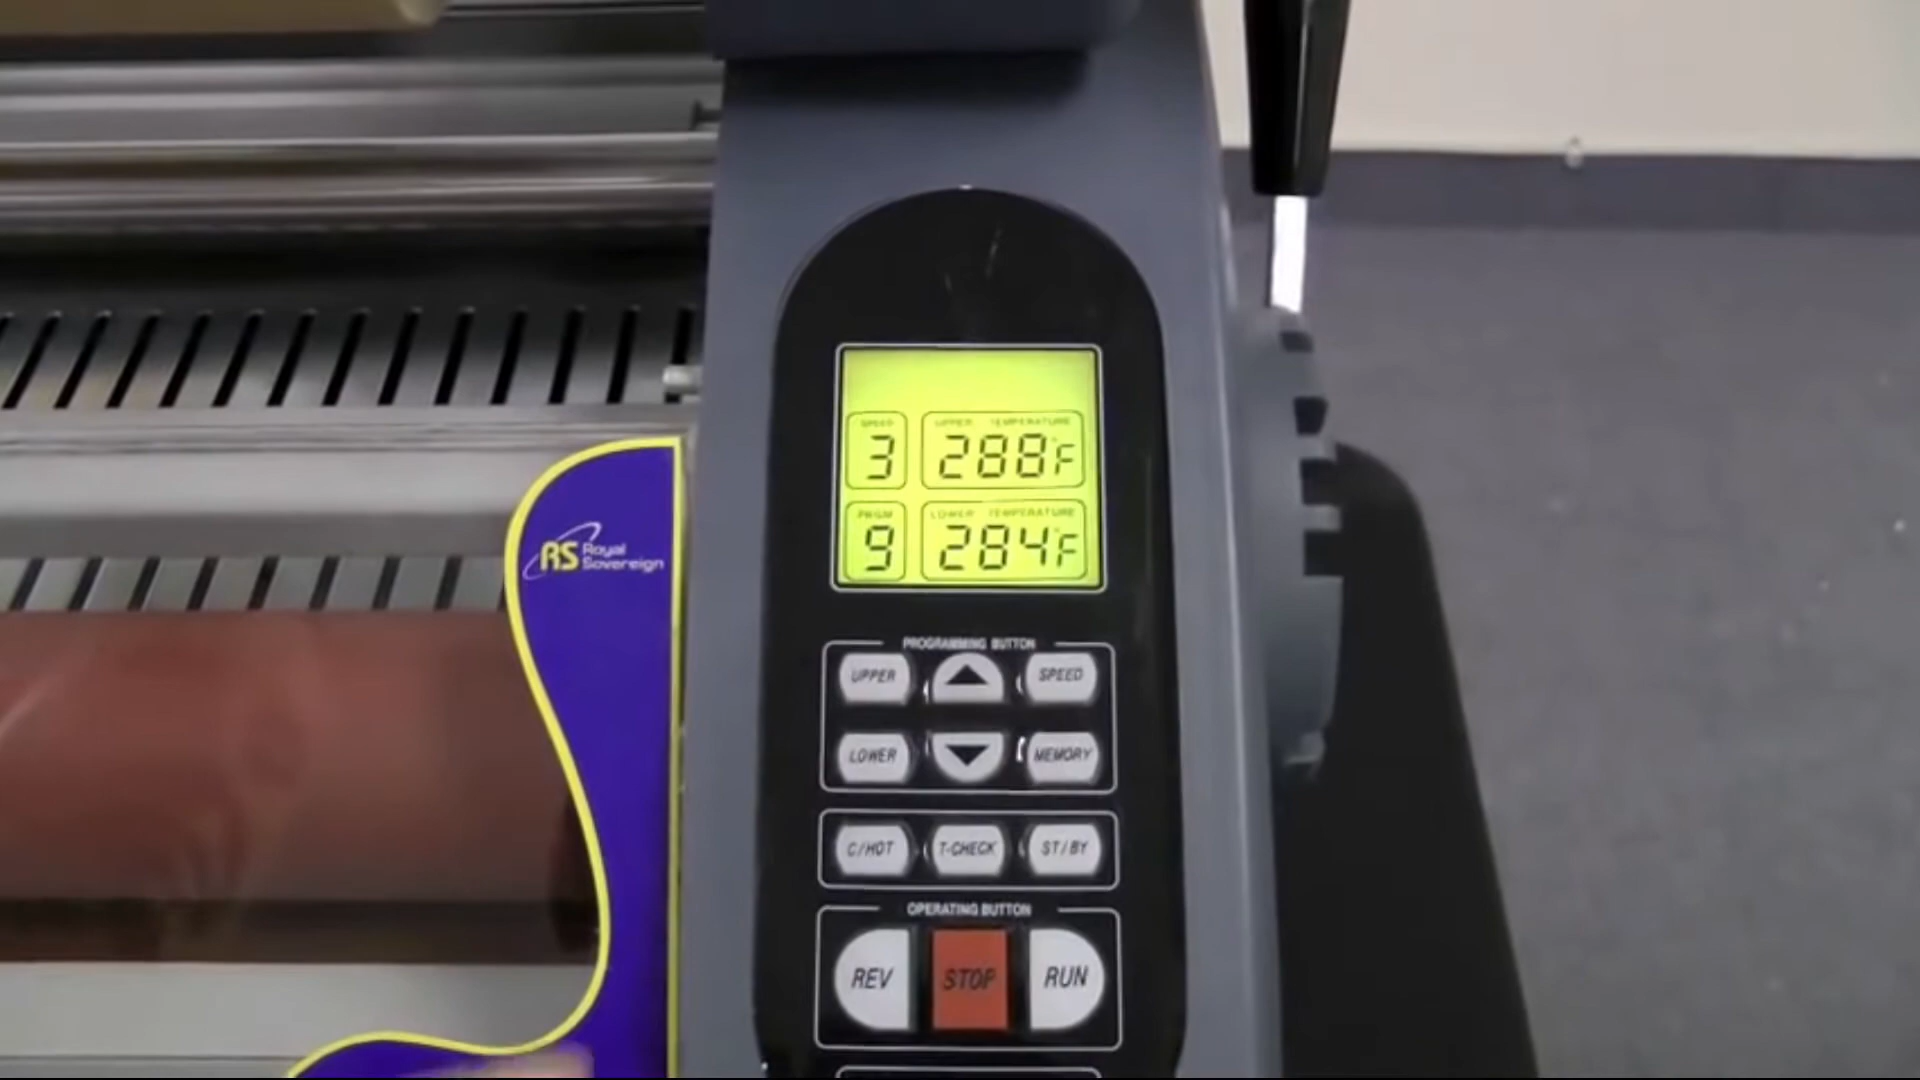 SPEED UPPER TEMPERATURE
3 288°F
PRGM LOWER TEMPERATURE
9 284°F
RS Royal
Sovereign
PROGRAMMING BUTTON
UPPER SPEED
LOWER MEMORY
C/HOT T-CHECK ST/BY
OPERATING BUTTON
REV STOP RUN